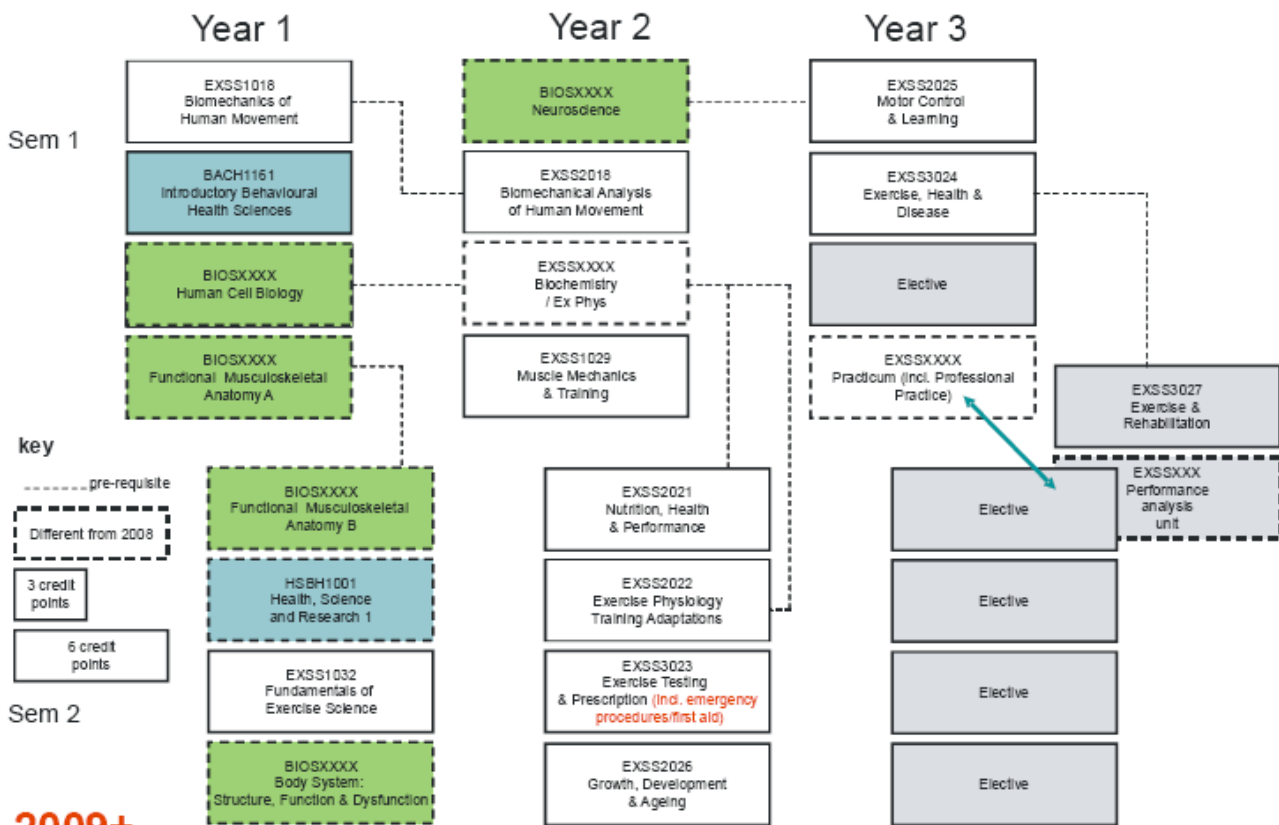 Year 1
Year 2
Year 3
Sem 1
EXSS1018
Biomechanics of
Human Movement
BIOSXXXX
Neuroscience
EXSS2025
Motor Control
& Learning
BACH1161
Introductory Behavioural
Health Sciences
EXSS2018
Biomechanical Analysis
of Human Movement
EXSS3024
Exercise, Health &
Disease
BIOSXXXX
Human Cell Biology
EXSSXXXX
Biochemistry
/ Ex Phys
Elective
BIOSXXXX
Functional Musculoskeletal
Anatomy A
EXSS1029
Muscle Mechanics
& Training
EXSSXXXX
Practicum (incl. Professional
Practice)
EXSS3027
Exercise &
Rehabilitation
key
pre-requisite
Different from 2008
3 credit
points
6 credit
points
BIOSXXXX
Functional Musculoskeletal
Anatomy B
EXSS2021
Nutrition, Health
& Performance
Elective
EXSSXXX
Performance
analysis
unit
HSBH1001
Health, Science
and Research 1
EXSS2022
Exercise Physiology
Training Adaptations
Elective
Sem 2
EXSS1032
Fundamentals of
Exercise Science
EXSS3023
Exercise Testing
& Prescription (incl. emergency
procedures/first aid)
Elective
BIOSXXXX
Body System:
Structure, Function & Dysfunction
EXSS2026
Growth, Development
& Ageing
Elective
2009+